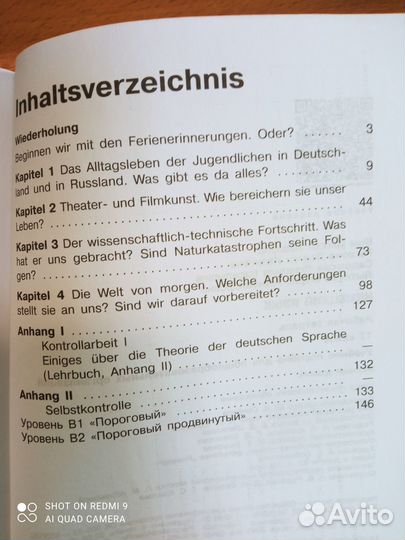 Inhaltsverzeichnis
Wiederholung
Beginnen wir mit den Ferienerinnerungen. Oder? ...... 3
Kapitel 1 Das Alltagsleben der Jugendlichen in Deutsch-
land und in Russland. Was gibt es da alles? ........ 9
Kapitel 2 Theater- und Filmkunst. Wie bereichern sie unser
Leben? ........ 44
Kapitel 3 Der wissenschaftlich-technische Fortschritt. Was
hat er uns gebracht? Sind Naturkatastrophen seine Fol-
gen? ........ 73
Kapitel 4 Die Welt von morgen. Welche Anforderungen
stellt sie an uns? Sind wir darauf vorbereitet? ........ 98
Anhang I ........ 127
Kontrollarbeit I
Einiges über die Theorie der deutschen Sprache
(Lehrbuch, Anhang II) ........ —
Anhang II ........ 132
Selbstkontrolle ........ 133
Уровень B1 «Пороговый» ........ 146
Уровень B2 «Пороговый продвинутый»
SHOT ON REDMI 9
AI QUAD CAMERA
Avito